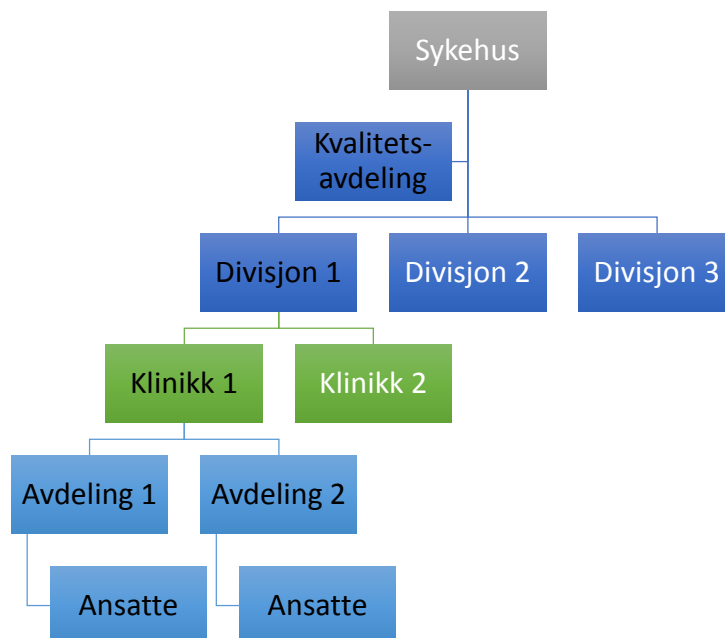 Sykehus
Kvalitets-
avdeling
Divisjon 1
Divisjon 2
Divisjon 3
Klinikk 1
Klinikk 2
Avdeling 1
Avdeling 2
Ansatte
Ansatte